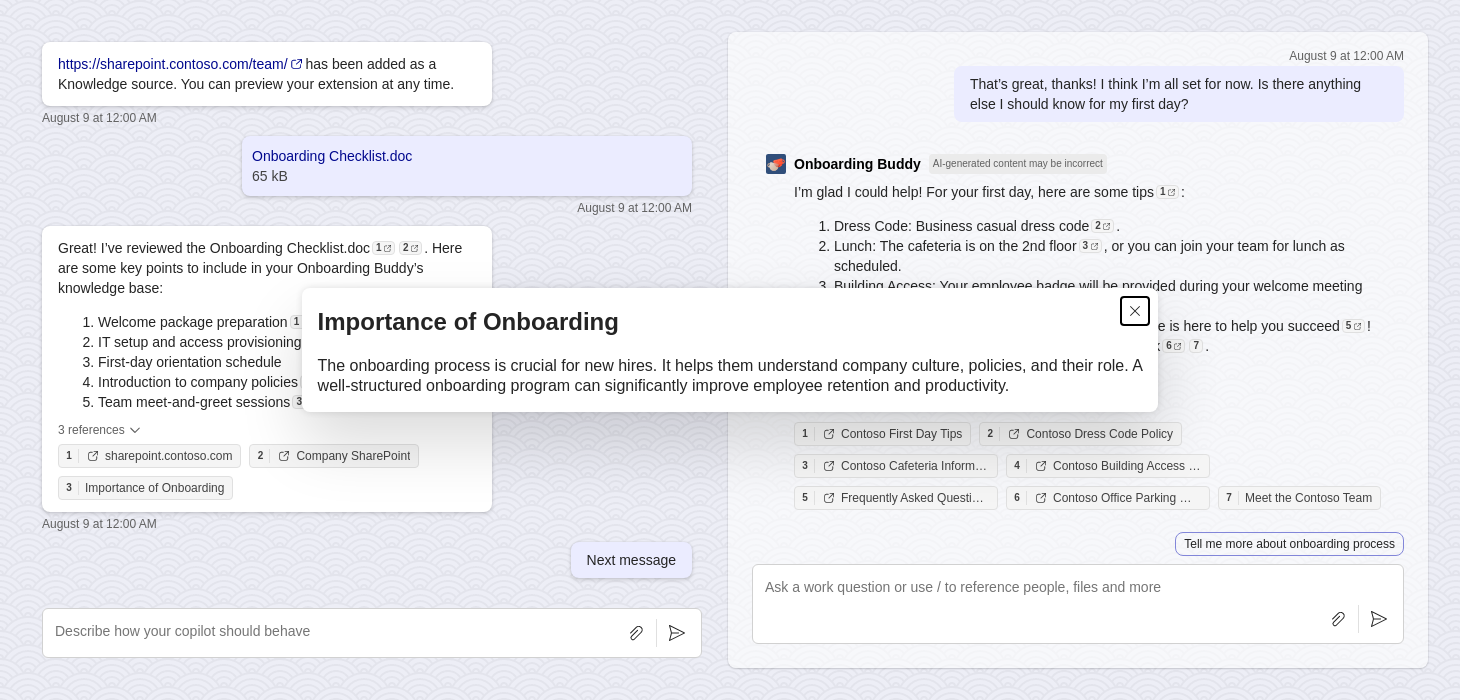 https://sharepoint.contoso.com/team/ has been added as a
Knowledge source. You can preview your extension at any time.
August 9 at 12:00 AM
Onboarding Checklist.doc
65 kB
August 9 at 12:00 AM
Great! I’ve reviewed the Onboarding Checklist.doc 1 2 . Here
are some key points to include in your Onboarding Buddy’s
knowledge base:
1. Welcome package preparation 1
2. IT setup and access provisioning
3. First-day orientation schedule
4. Introduction to company policies
5. Team meet-and-greet sessions 3
3 references
1 sharepoint.contoso.com 2 Company SharePoint
3 Importance of Onboarding
August 9 at 12:00 AM
Next message
Describe how your copilot should behave
Importance of Onboarding
The onboarding process is crucial for new hires. It helps them understand company culture, policies, and their role. A
well-structured onboarding program can significantly improve employee retention and productivity.
August 9 at 12:00 AM
That’s great, thanks! I think I’m all set for now. Is there anything
else I should know for my first day?
Onboarding Buddy AI-generated content may be incorrect
I’m glad I could help! For your first day, here are some tips 1 :
1. Dress Code: Business casual dress code 2 .
2. Lunch: The cafeteria is on the 2nd floor 3 , or you can join your team for lunch as
scheduled.
3. Building Access: Your employee badge will be provided during your welcome meeting
is here to help you succeed 5 !
6 7 .
1 Contoso First Day Tips 2 Contoso Dress Code Policy
3 Contoso Cafeteria Inform… 4 Contoso Building Access …
5 Frequently Asked Questi… 6 Contoso Office Parking … 7 Meet the Contoso Team
Tell me more about onboarding process
Ask a work question or use / to reference people, files and more